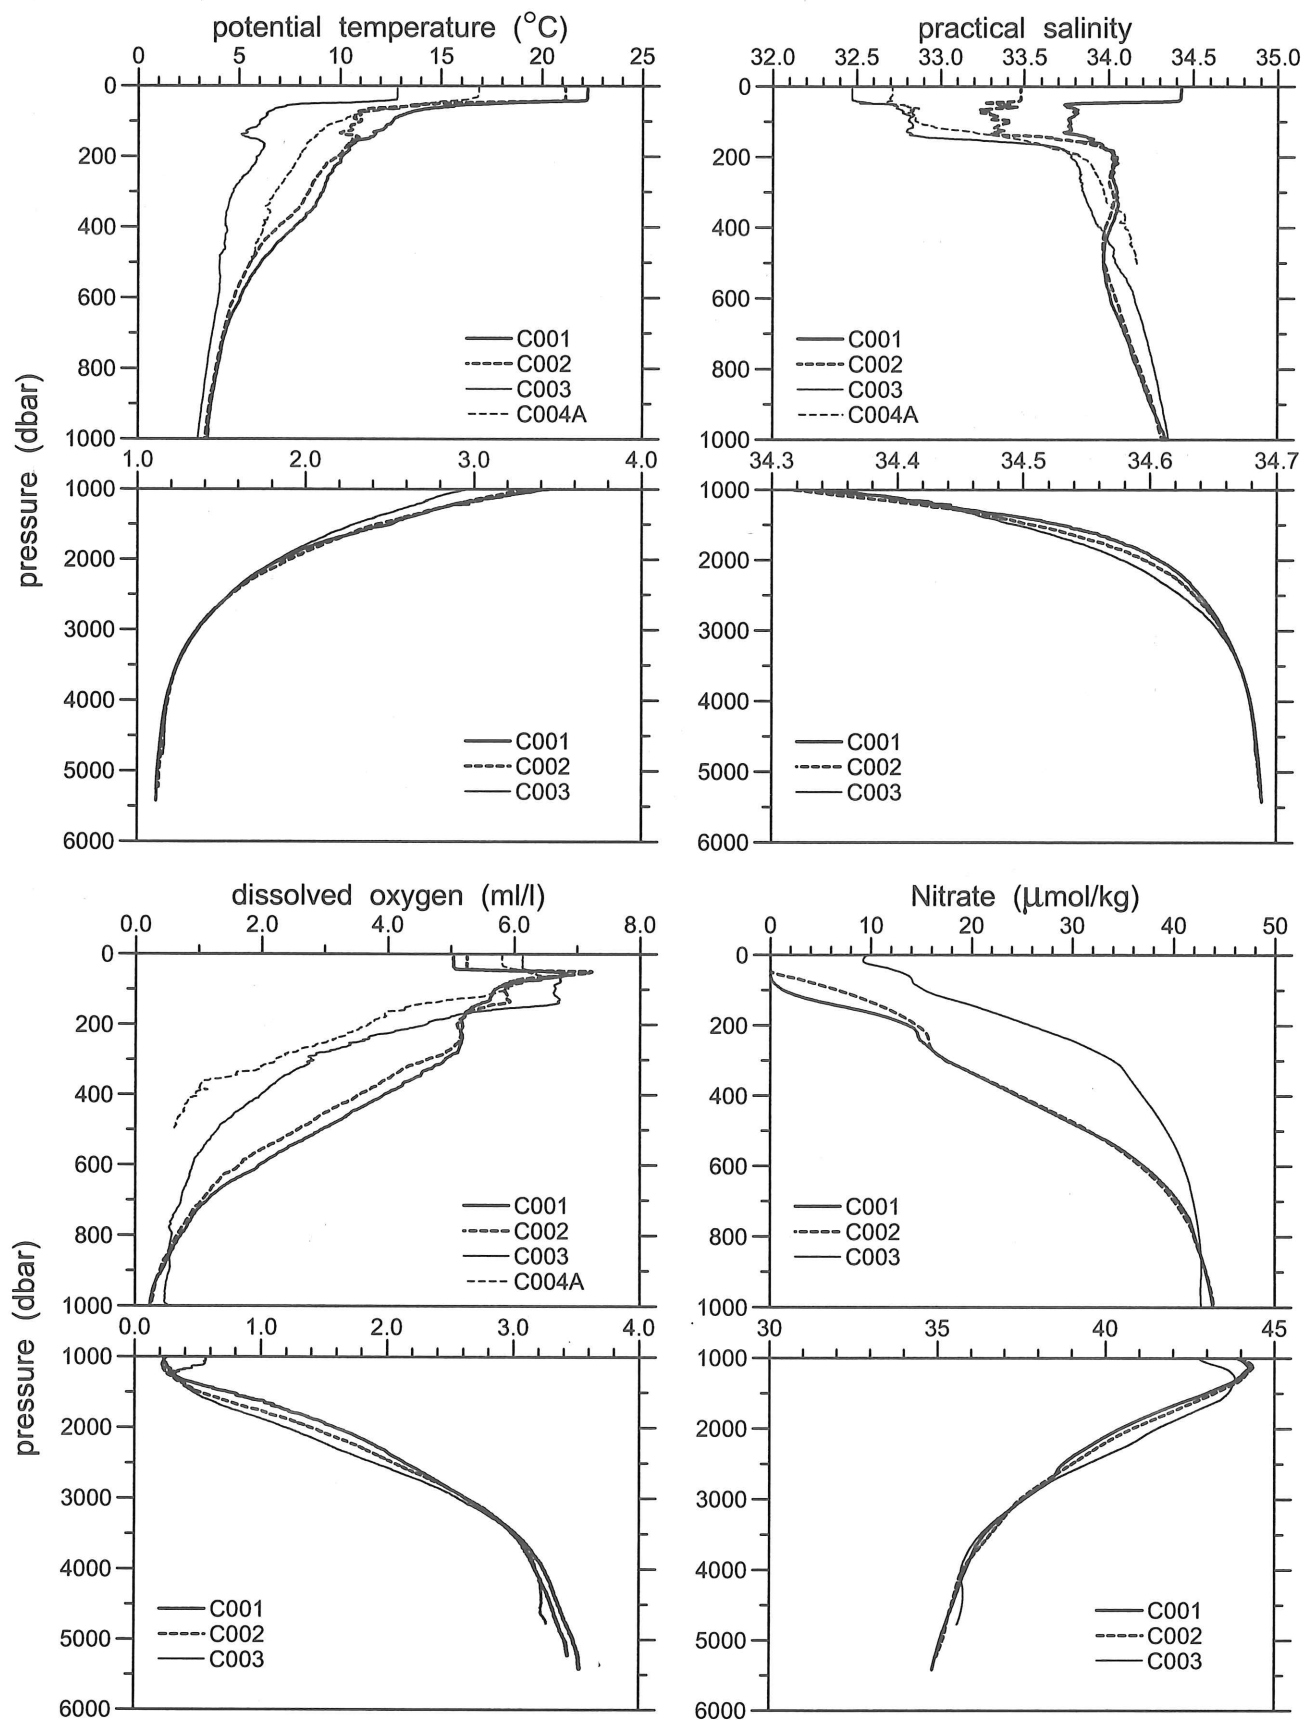 potential temperature (°C)
0 5 10 15 20 25
0
200
400
600
800
1000
C001
C002
C003
C004A
practical salinity
32.0 32.5 33.0 33.5 34.0 34.5 35.0
0
200
400
600
800
1000
C001
C002
C003
C004A
pressure (dbar)
1.0 2.0 3.0 4.0
1000
2000
3000
4000
5000
6000
C001
C002
C003
34.3 34.4 34.5 34.6 34.7
1000
2000
3000
4000
5000
6000
C001
C002
C003
dissolved oxygen (ml/l)
0.0 2.0 4.0 6.0 8.0
0
200
400
600
800
1000
C001
C002
C003
C004A
Nitrate (µmol/kg)
0 10 20 30 40 50
0
200
400
600
800
1000
C001
C002
C003
pressure (dbar)
0.0 1.0 2.0 3.0 4.0
1000
2000
3000
4000
5000
6000
C001
C002
C003
30 35 40 45
1000
2000
3000
4000
5000
6000
C001
C002
C003